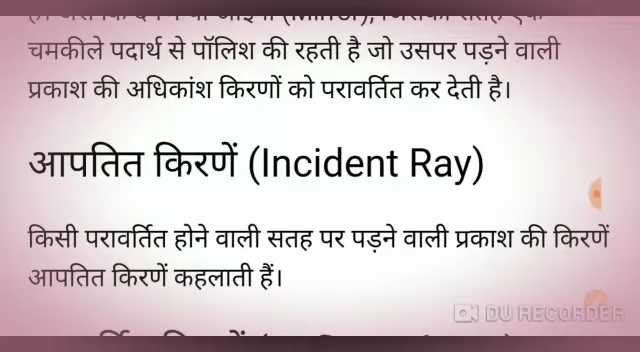 चमकीले पदार्थ से पॉलिश की रहती है जो उसपर पड़ने वाली
प्रकाश की अधिकांश किरणों को परावर्तित कर देती है।
आपतित किरणें (Incident Ray)
किसी परावर्तित होने वाली सतह पर पड़ने वाली प्रकाश की किरणें
आपतित किरणें कहलाती हैं।
DU RECORDER